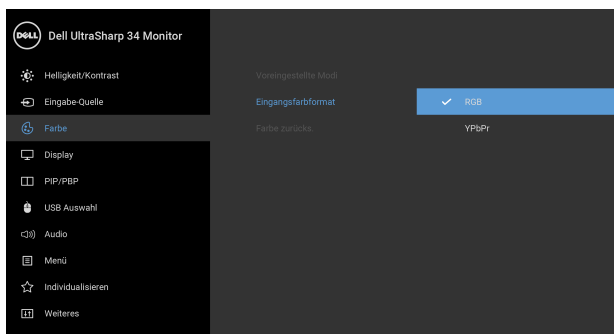 DELL Dell UltraSharp 34 Monitor
Helligkeit/Kontrast
Eingabe-Quelle
Farbe
Display
PIP/PBP
USB Auswahl
Audio
Menü
Individualisieren
Weiteres
Voreingestellte Modi
Eingangsfarbformat
Farbe zurücks.
RGB
YPbPr